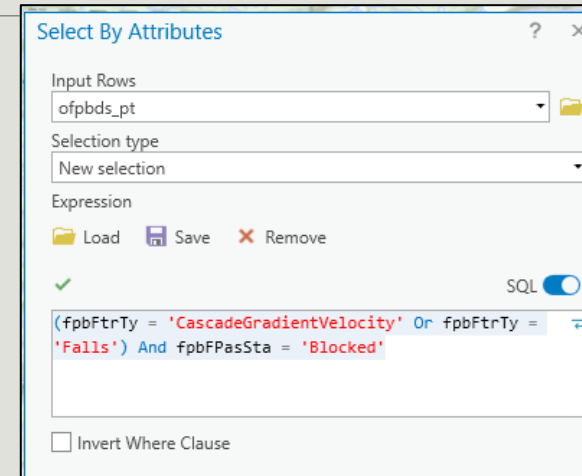 Select By Attributes ? ×
Input Rows
ofpbds_pt
Selection type
New selection
Expression
Load Save Remove
SQL
(fpbFtrTy = 'CascadeGradientVelocity' Or fpbFtrTy =
'Falls') And fpbFPasSta = 'Blocked'
Invert Where Clause